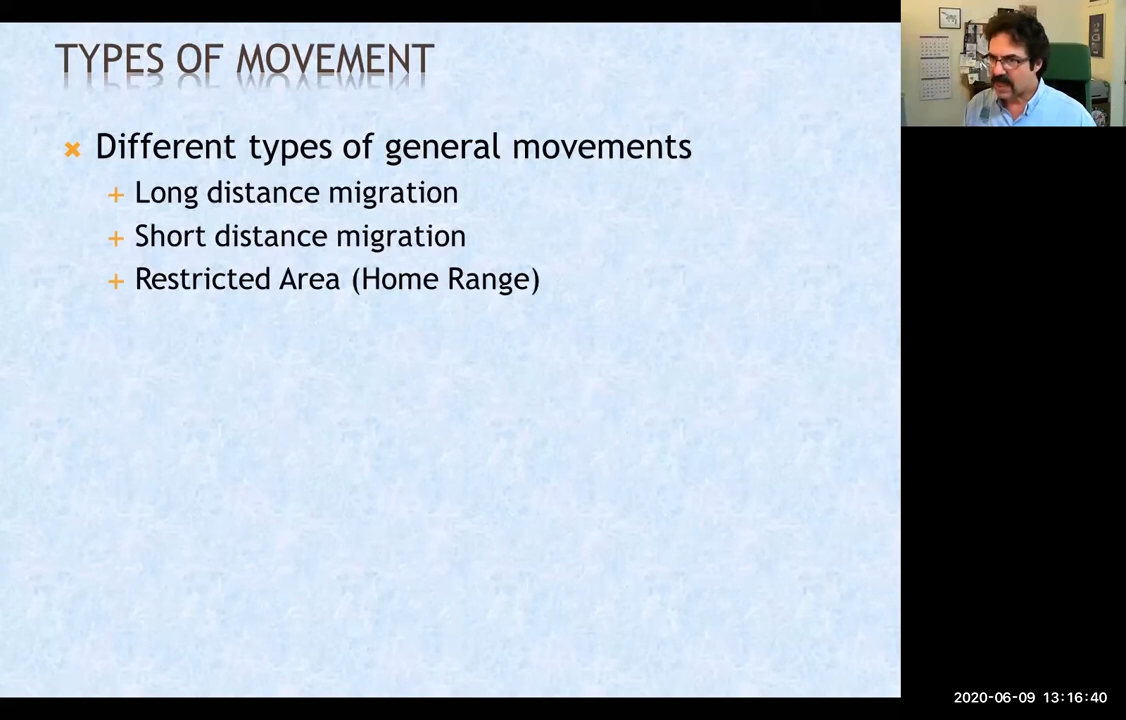 TYPES OF MOVEMENT
Different types of general movements
Long distance migration
Short distance migration
Restricted Area (Home Range)
2020-06-09 13:16:40